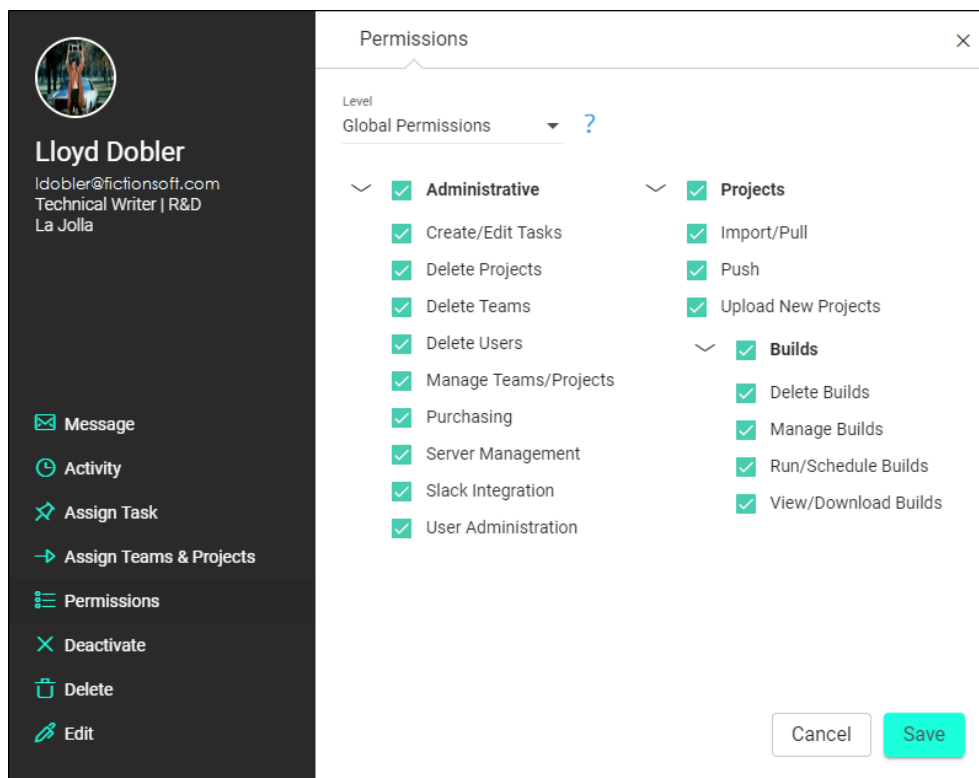 Lloyd Dobler
ldobler@fictionsoft.com
Technical Writer | R&D
La Jolla
Message
Activity
Assign Task
Assign Teams & Projects
Permissions
Deactivate
Delete
Edit
Permissions
Level
Global Permissions
?
Administrative
Create/Edit Tasks
Delete Projects
Delete Teams
Delete Users
Manage Teams/Projects
Purchasing
Server Management
Slack Integration
User Administration
Projects
Import/Pull
Push
Upload New Projects
Builds
Delete Builds
Manage Builds
Run/Schedule Builds
View/Download Builds
Cancel
Save